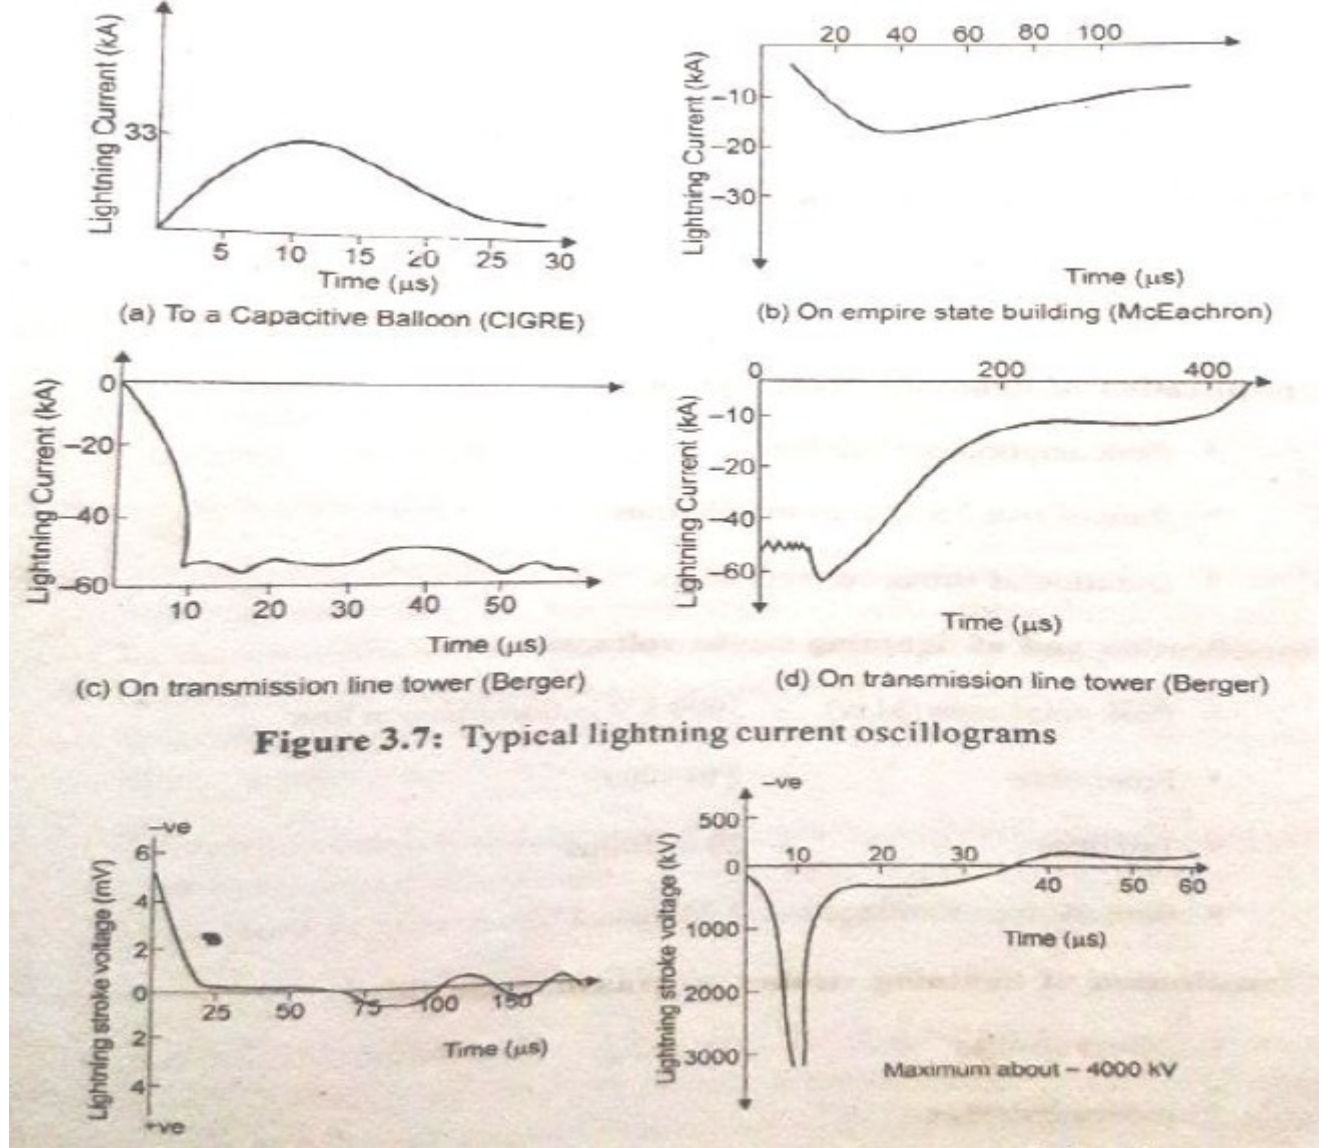 Lightning Current (kA)
33
5 10 15 20 25 30
Time (μs)
(a) To a Capacitive Balloon (CIGRE)
Lightning Current (kA)
20 40 60 80 100
–10
–20
–30
Time (μs)
(b) On empire state building (McEachron)
Lightning Current (kA)
0
–20
–40
–60
10 20 30 40 50
Time (μs)
(c) On transmission line tower (Berger)
Lightning Current (kA)
0 200 400
–10
–20
–40
–60
Time (μs)
(d) On transmission line tower (Berger)
Figure 3.7: Typical lightning current oscillograms
Lightning stroke voltage (mV)
–ve
6
4
2
0
2
4
+ve
25 50 75 100 150
Time (μs)
Lightning stroke voltage (kV)
–ve
500
0
1000
2000
3000
10 20 30 40 50 60
Time (μs)
Maximum about – 4000 kV